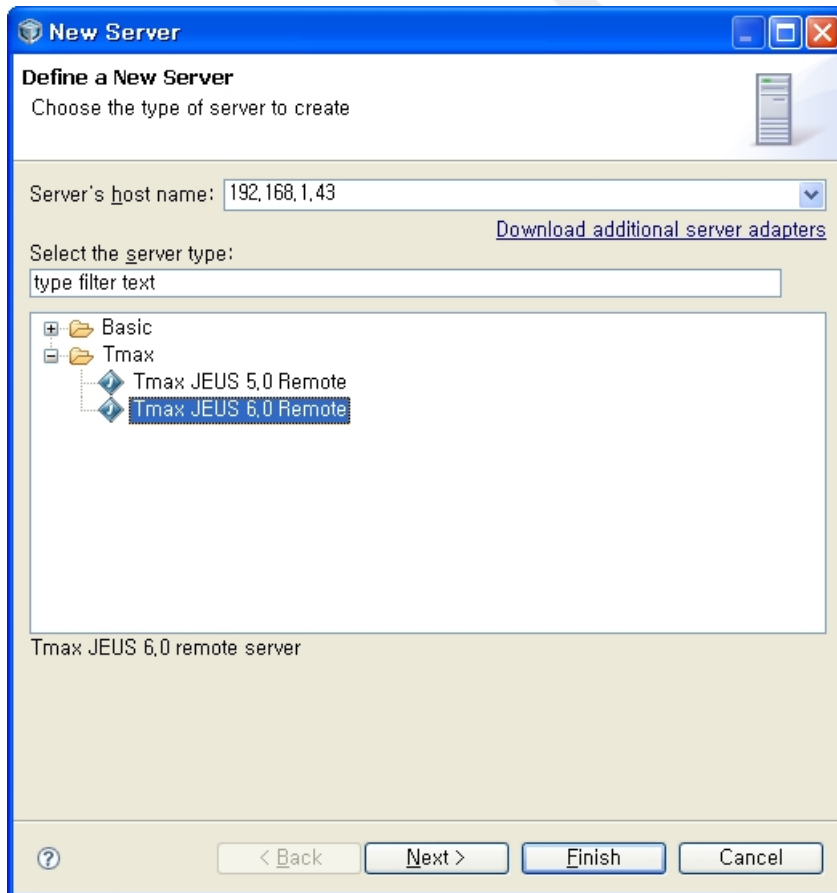 New Server
Define a New Server
Choose the type of server to create
Server's host name: 192,168,1,43
Download additional server adapters
Select the server type:
type filter text
Basic
Tmax
Tmax JEUS 5,0 Remote
Tmax JEUS 6,0 Remote
Tmax JEUS 6,0 remote server
< Back Next > Finish Cancel